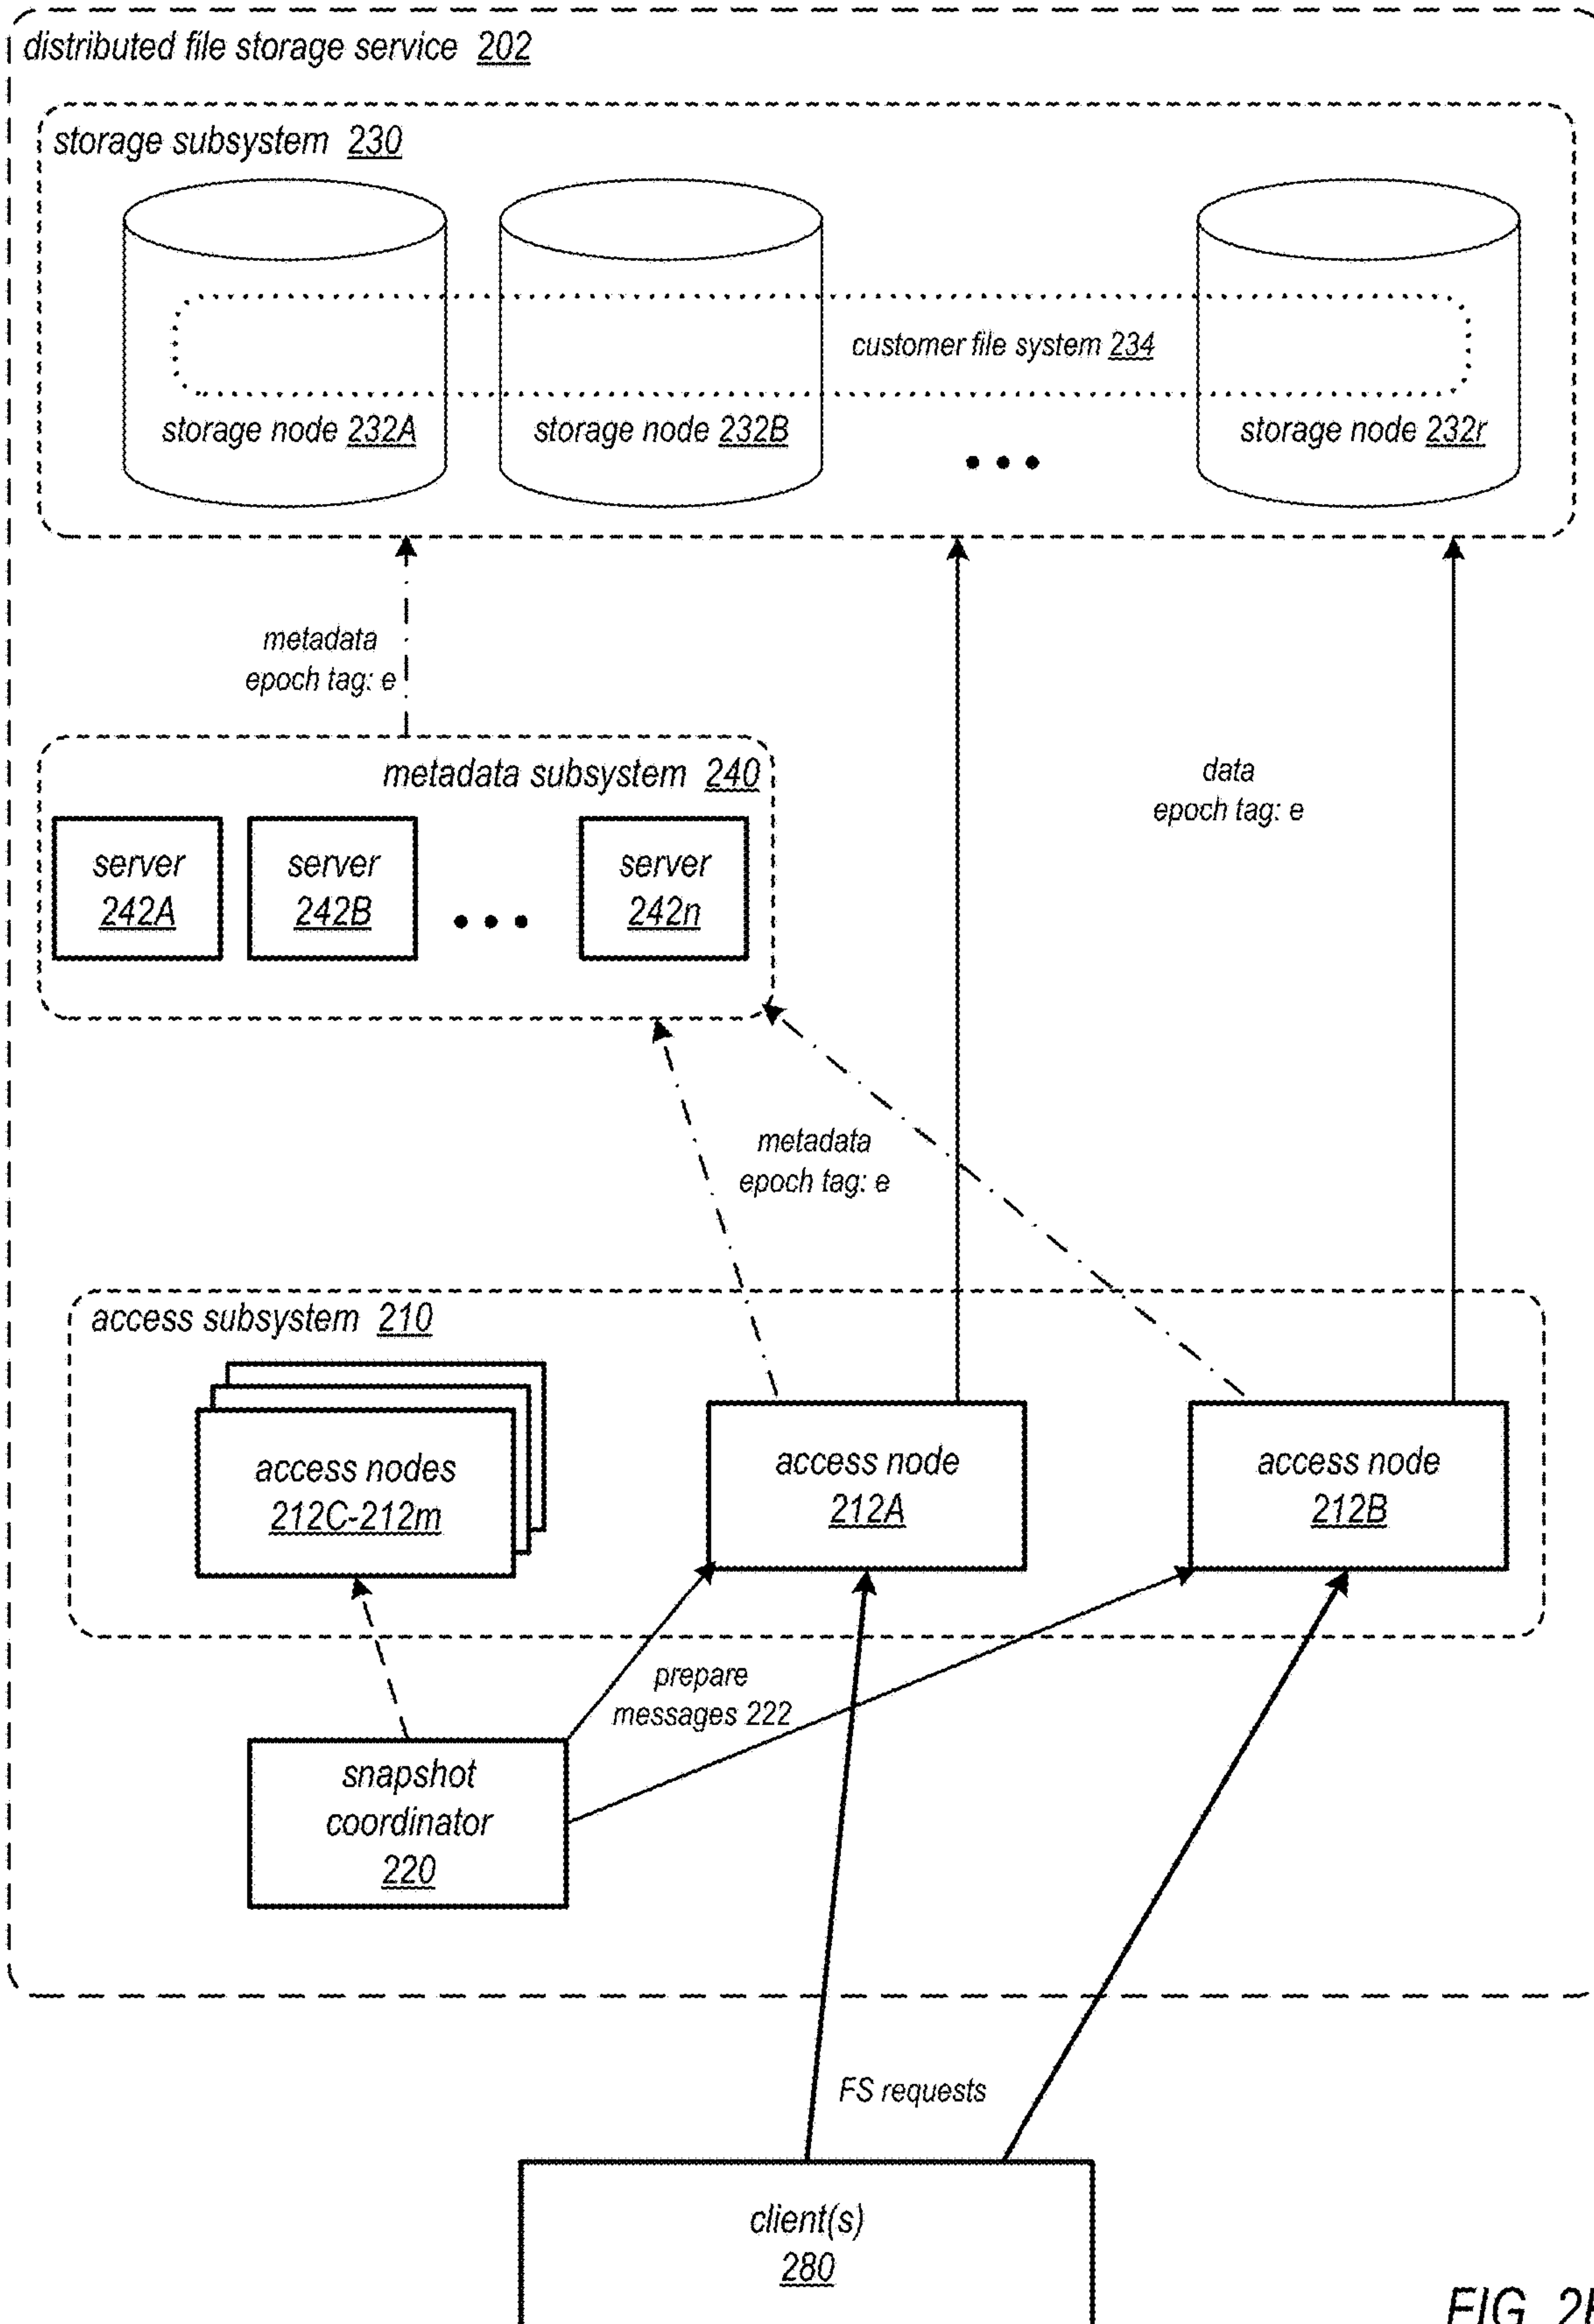 distributed file storage service 202
storage subsystem 230
customer file system 234
storage node 232A
storage node 232B
storage node 232r
metadata
epoch tag: e
data
epoch tag: e
metadata subsystem 240
server
242A
server
242B
server
242n
metadata
epoch tag: e
access subsystem 210
access nodes
212C-212m
access node
212A
access node
212B
prepare
messages 222
snapshot
coordinator
220
FS requests
client(s)
280
FIG.